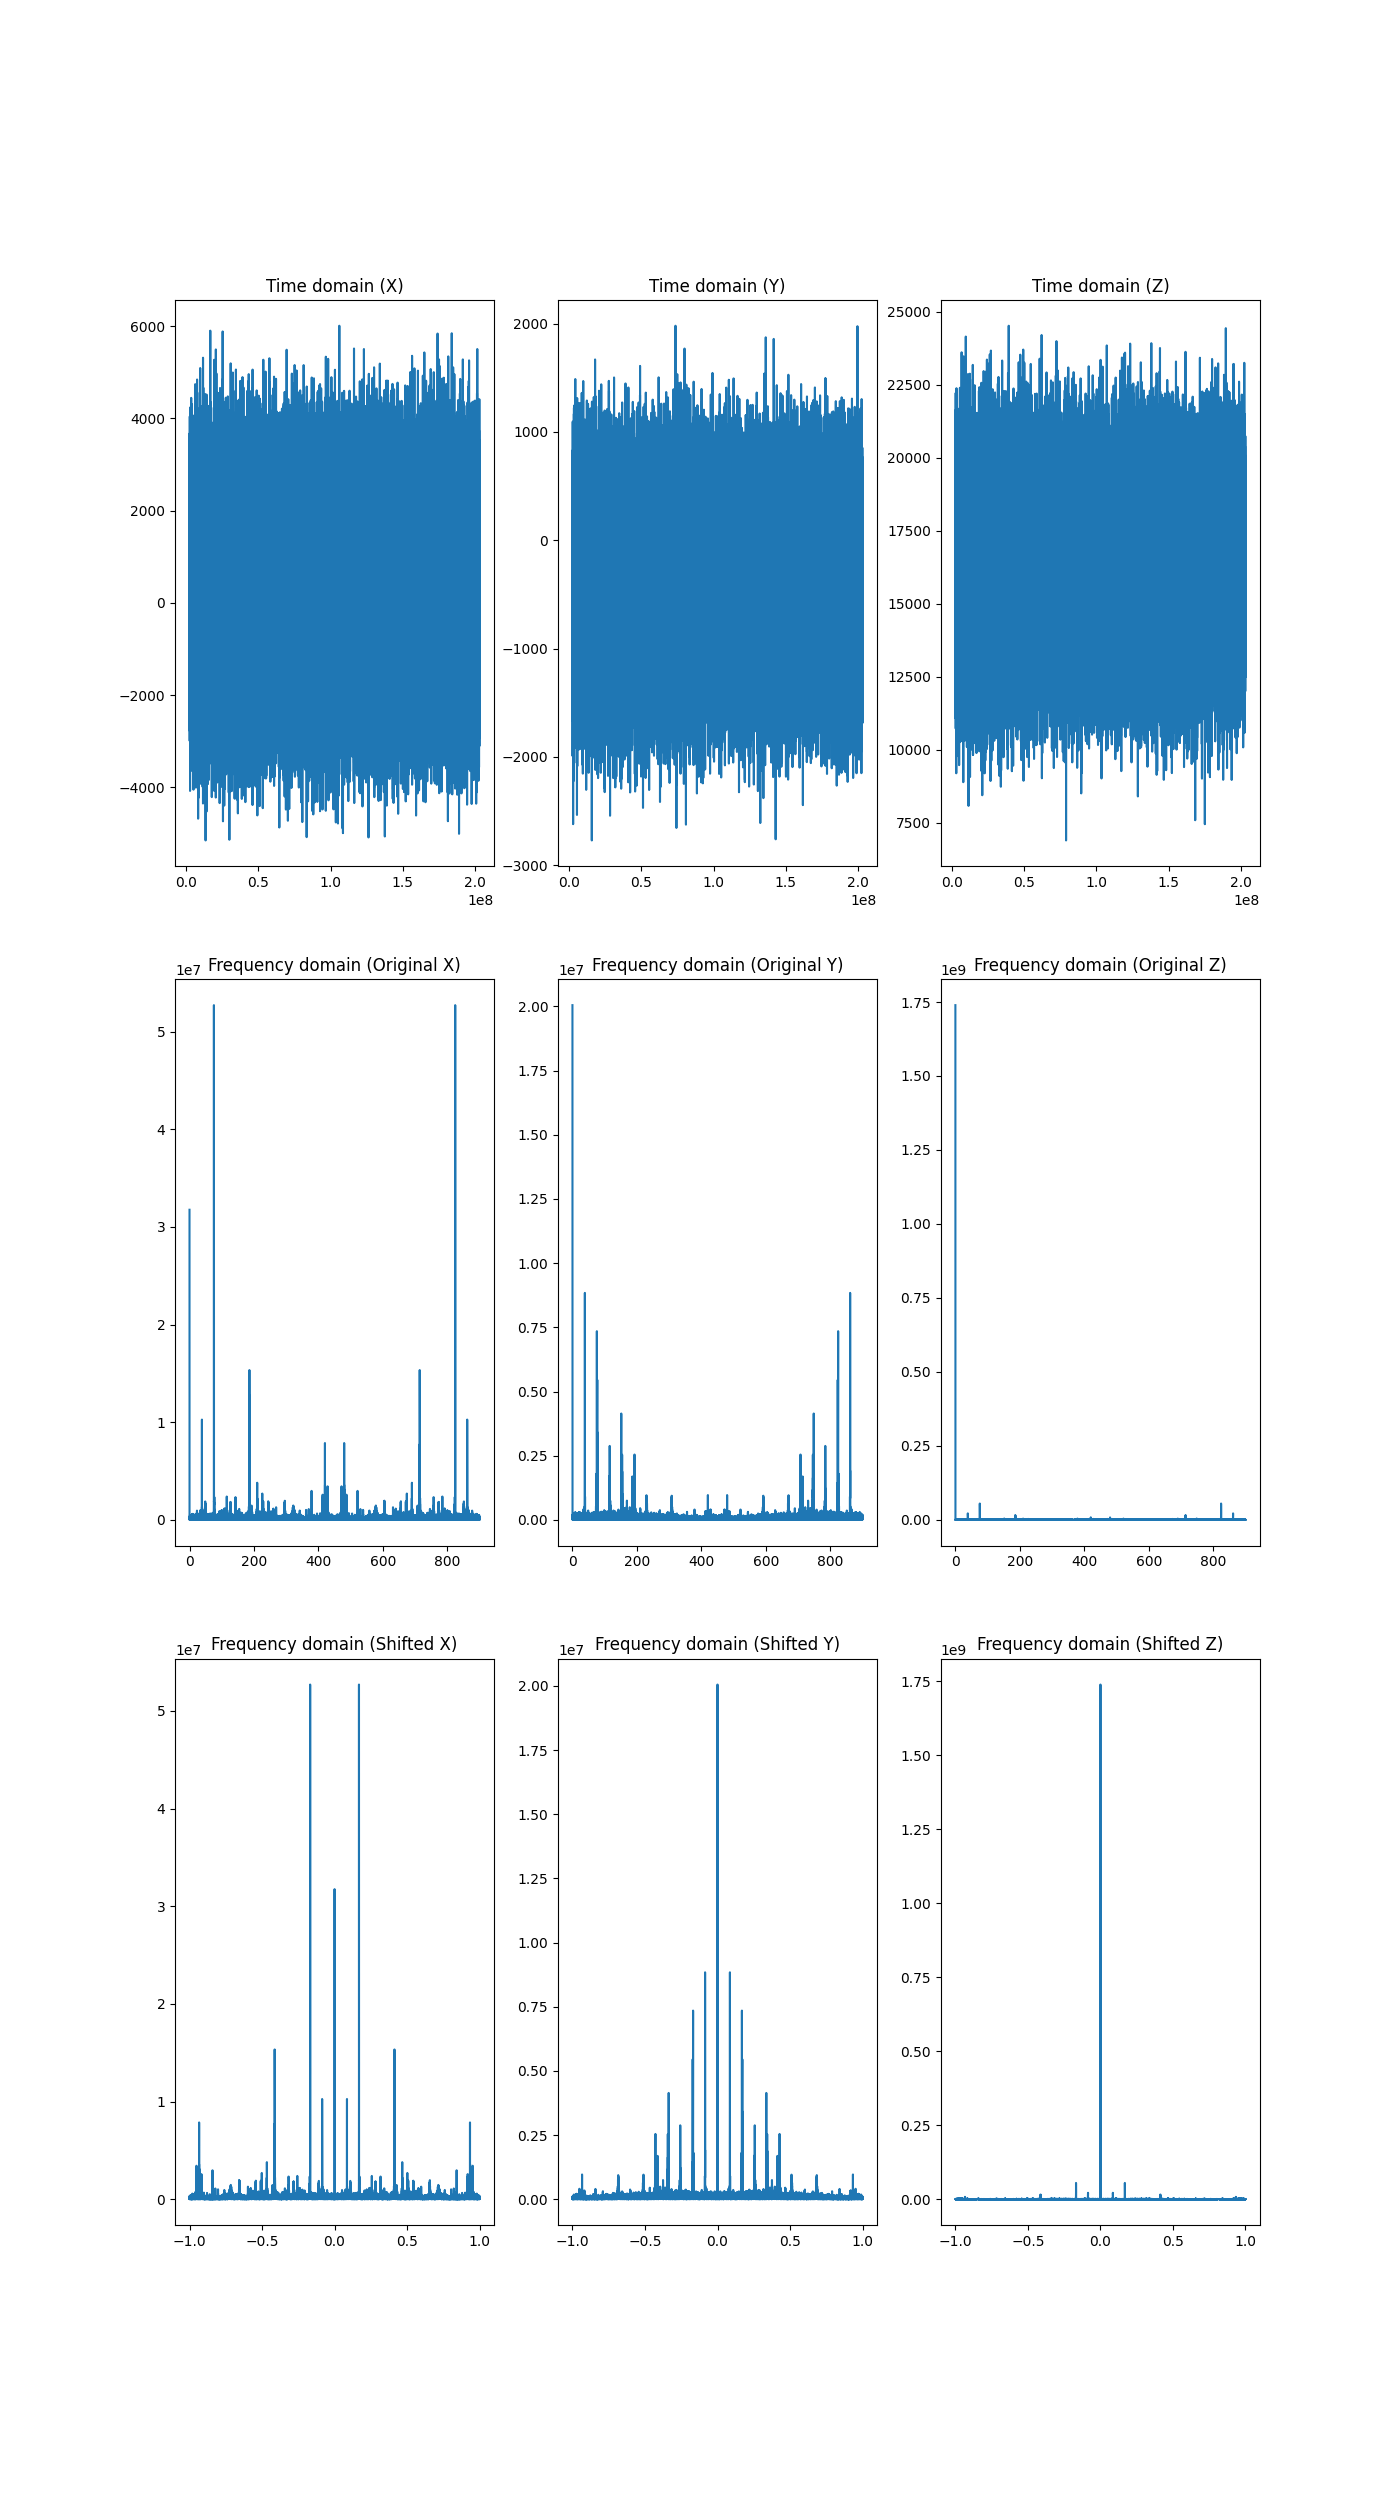 Time domain (X) Time domain (Y) Time domain (Z)
6000 2000 25000
4000 1000 22500
2000 0 20000
0 −1000 17500
−2000 −2000 15000
−4000 −3000 12500
10000
7500
0.0 0.5 1.0 1.5 2.0 0.0 0.5 1.0 1.5 2.0 0.0 0.5 1.0 1.5 2.0
1e8 1e8 1e8
1e7 Frequency domain (Original X) 1e7 Frequency domain (Original Y) 1e9 Frequency domain (Original Z)
5 2.00 1.75
4 1.75 1.50
3 1.50 1.25
2 1.25 1.00
1 1.00 0.75
0 0.75 0.50
0.50 0.25
0.25 0.00
0.00
0 200 400 600 800 0 200 400 600 800 0 200 400 600 800
1e7 Frequency domain (Shifted X) 1e7 Frequency domain (Shifted Y) 1e9 Frequency domain (Shifted Z)
5 2.00 1.75
4 1.75 1.50
3 1.50 1.25
2 1.25 1.00
1 1.00 0.75
0 0.75 0.50
0.50 0.25
0.25 0.00
0.00
−1.0 −0.5 0.0 0.5 1.0 −1.0 −0.5 0.0 0.5 1.0 −1.0 −0.5 0.0 0.5 1.0